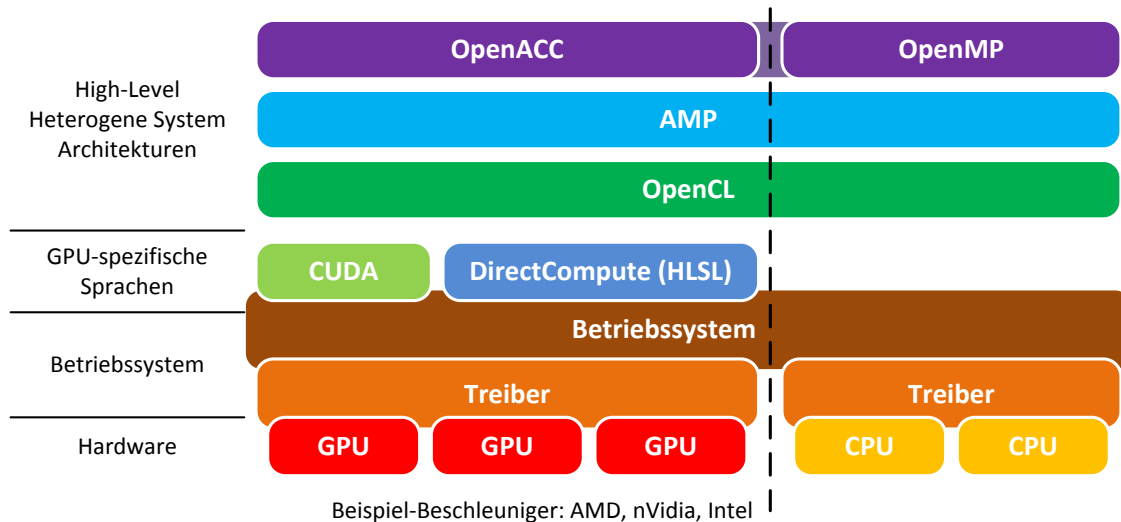 OpenACC
OpenMP
High-Level
Heterogene System
Architekturen
AMP
OpenCL
GPU-spezifische
Sprachen
CUDA
DirectCompute (HLSL)
Betriebssystem
Betriebssystem
Treiber
Treiber
Hardware
GPU
GPU
GPU
CPU
CPU
Beispiel-Beschleuniger: AMD, nVidia, Intel